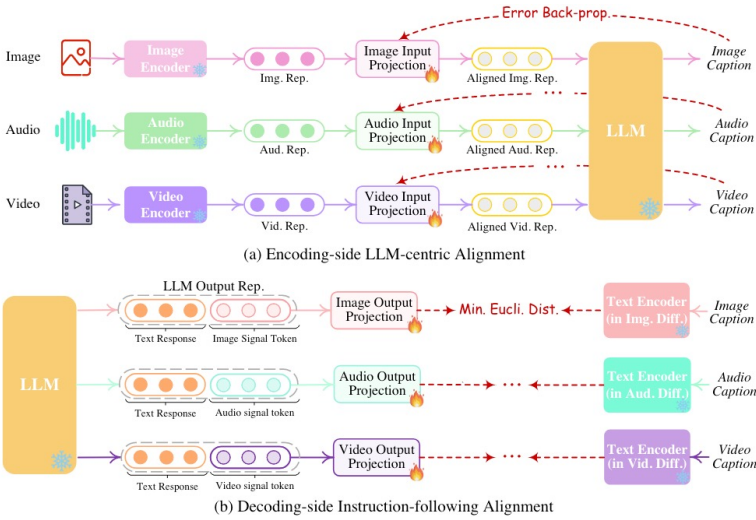 Error Back-prop.
Image
Image
Encoder
Img. Rep.
Image Input
Projection
Aligned Img. Rep.
Image
Caption
...
Audio
Audio
Encoder
Aud. Rep.
Audio Input
Projection
Aligned Aud. Rep.
LLM
Audio
Caption
...
Video
Video
Encoder
Vid. Rep.
Video Input
Projection
Aligned Vid. Rep.
Video
Caption
(a) Encoding-side LLM-centric Alignment
LLM Output Rep.
Text Response
Image Signal Token
Image Output
Projection
Min. Eucli. Dist.
Text Encoder
(in Img. Diff.)
Image
Caption
LLM
Text Response
Audio signal token
Audio Output
Projection
...
Text Encoder
(in Aud. Diff.)
Audio
Caption
Text Response
Video signal token
Video Output
Projection
...
Text Encoder
(in Vid. Diff.)
Video
Caption
(b) Decoding-side Instruction-following Alignment